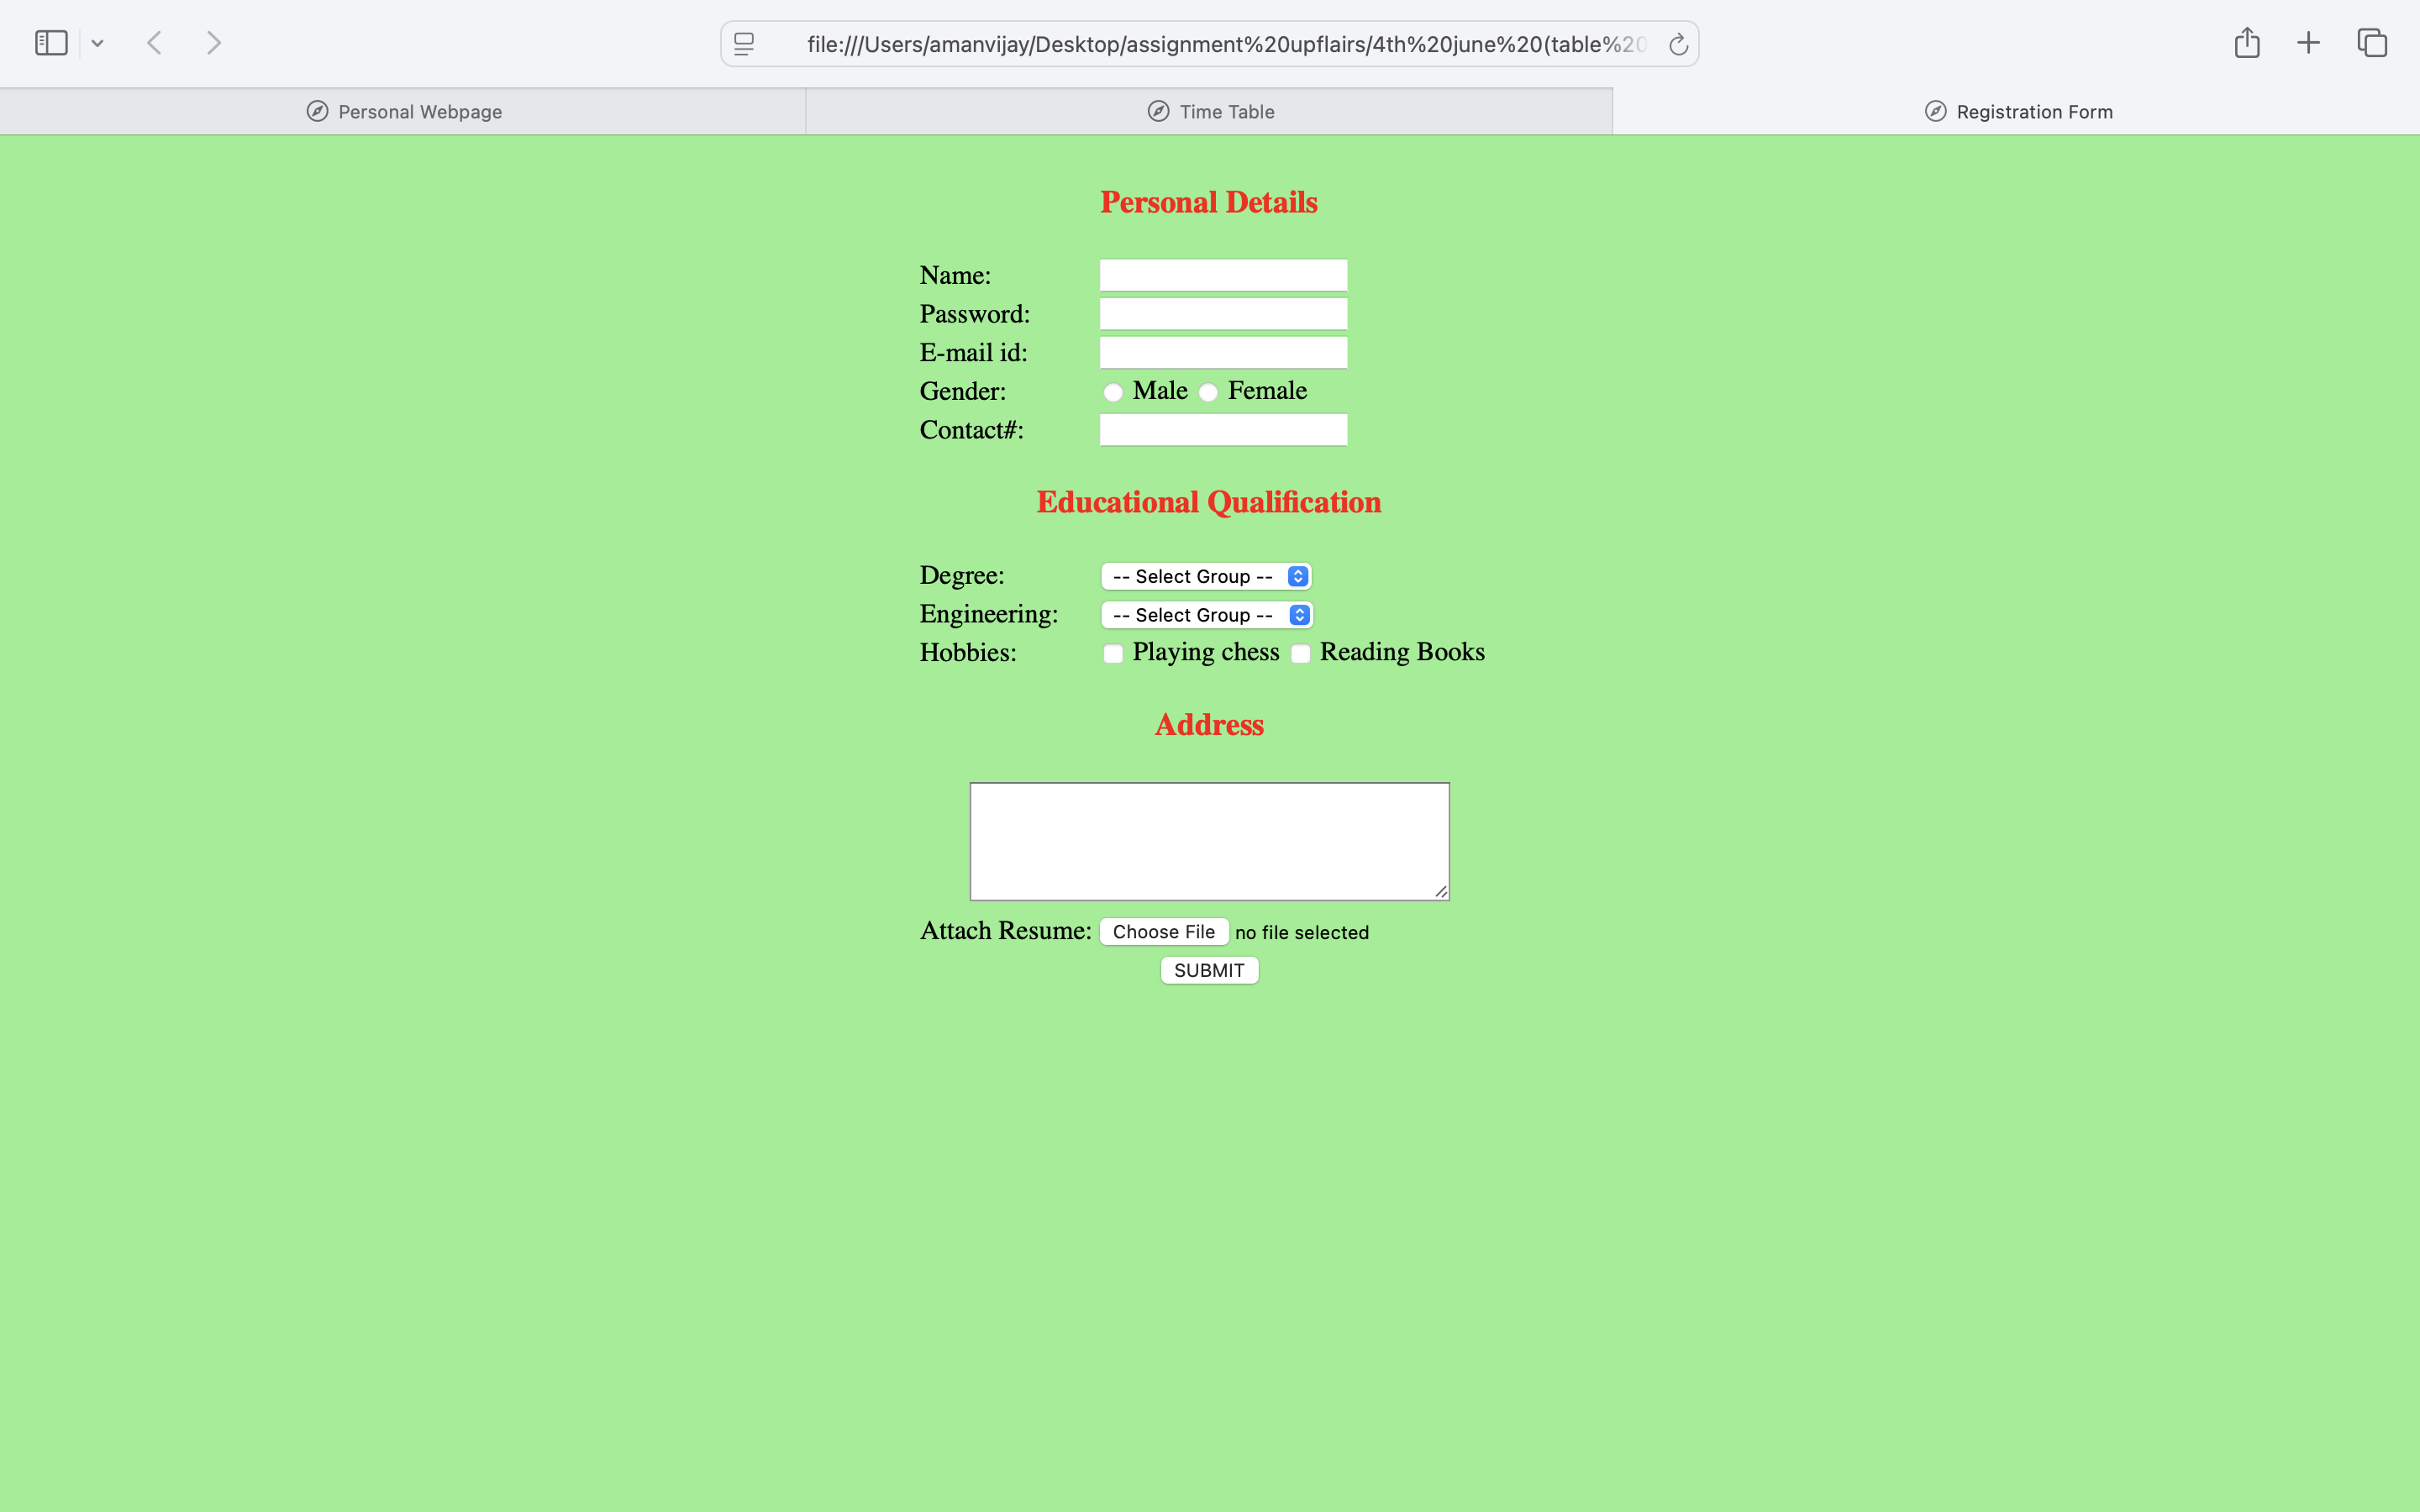 file:///Users/amanvijay/Desktop/assignment%20upflairs/4th%20june%20(table%20
Personal Webpage
Time Table
Registration Form
Personal Details
Name:
Password:
E-mail id:
Gender: Male Female
Contact#:
Educational Qualification
Degree: -- Select Group --
Engineering: -- Select Group --
Hobbies: Playing chess Reading Books
Address
Attach Resume: Choose File no file selected
SUBMIT